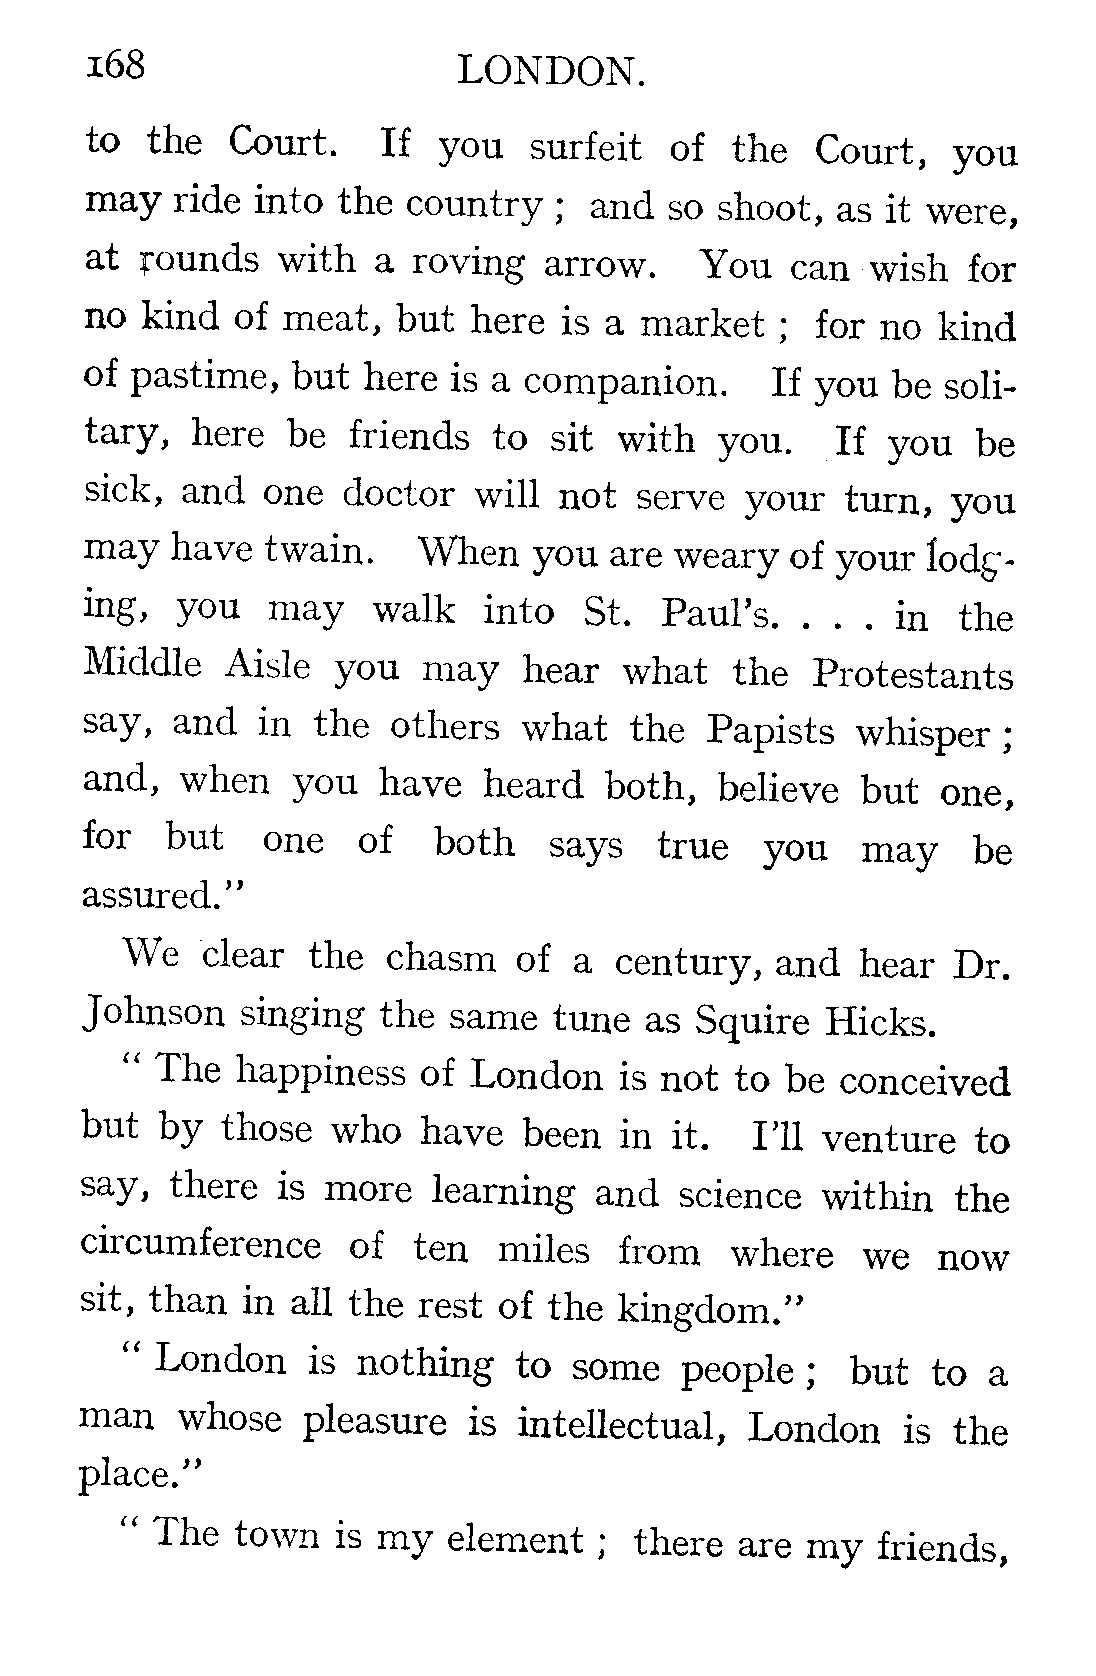 168 LONDON.
to the Court. If you surfeit of the Court, you
may ride into the country ; and so shoot, as it were,
at rounds with a roving arrow. You can wish for
no kind of meat, but here is a market ; for no kind
of pastime, but here is a companion. If you be soli-
tary, here be friends to sit with you. If you be
sick, and one doctor will not serve your turn, you
may have twain. When you are weary of your lodg-
ing, you may walk into St. Paul's. . . . in the
Middle Aisle you may hear what the Protestants
say, and in the others what the Papists whisper ;
and, when you have heard both, believe but one,
for but one of both says true you may be
assured."
We clear the chasm of a century, and hear Dr.
Johnson singing the same tune as Squire Hicks.
" The happiness of London is not to be conceived
but by those who have been in it. I'll venture to
say, there is more learning and science within the
circumference of ten miles from where we now
sit, than in all the rest of the kingdom."
" London is nothing to some people ; but to a
man whose pleasure is intellectual, London is the
place."
" The town is my element ; there are my friends,